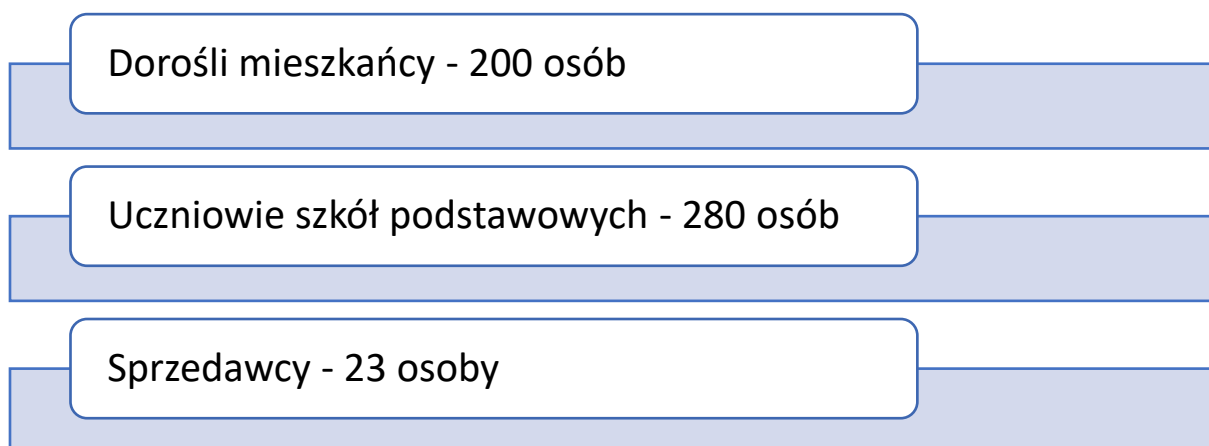 Dorośli mieszkańcy - 200 osób
Uczniowie szkół podstawowych - 280 osób
Sprzedawcy - 23 osoby